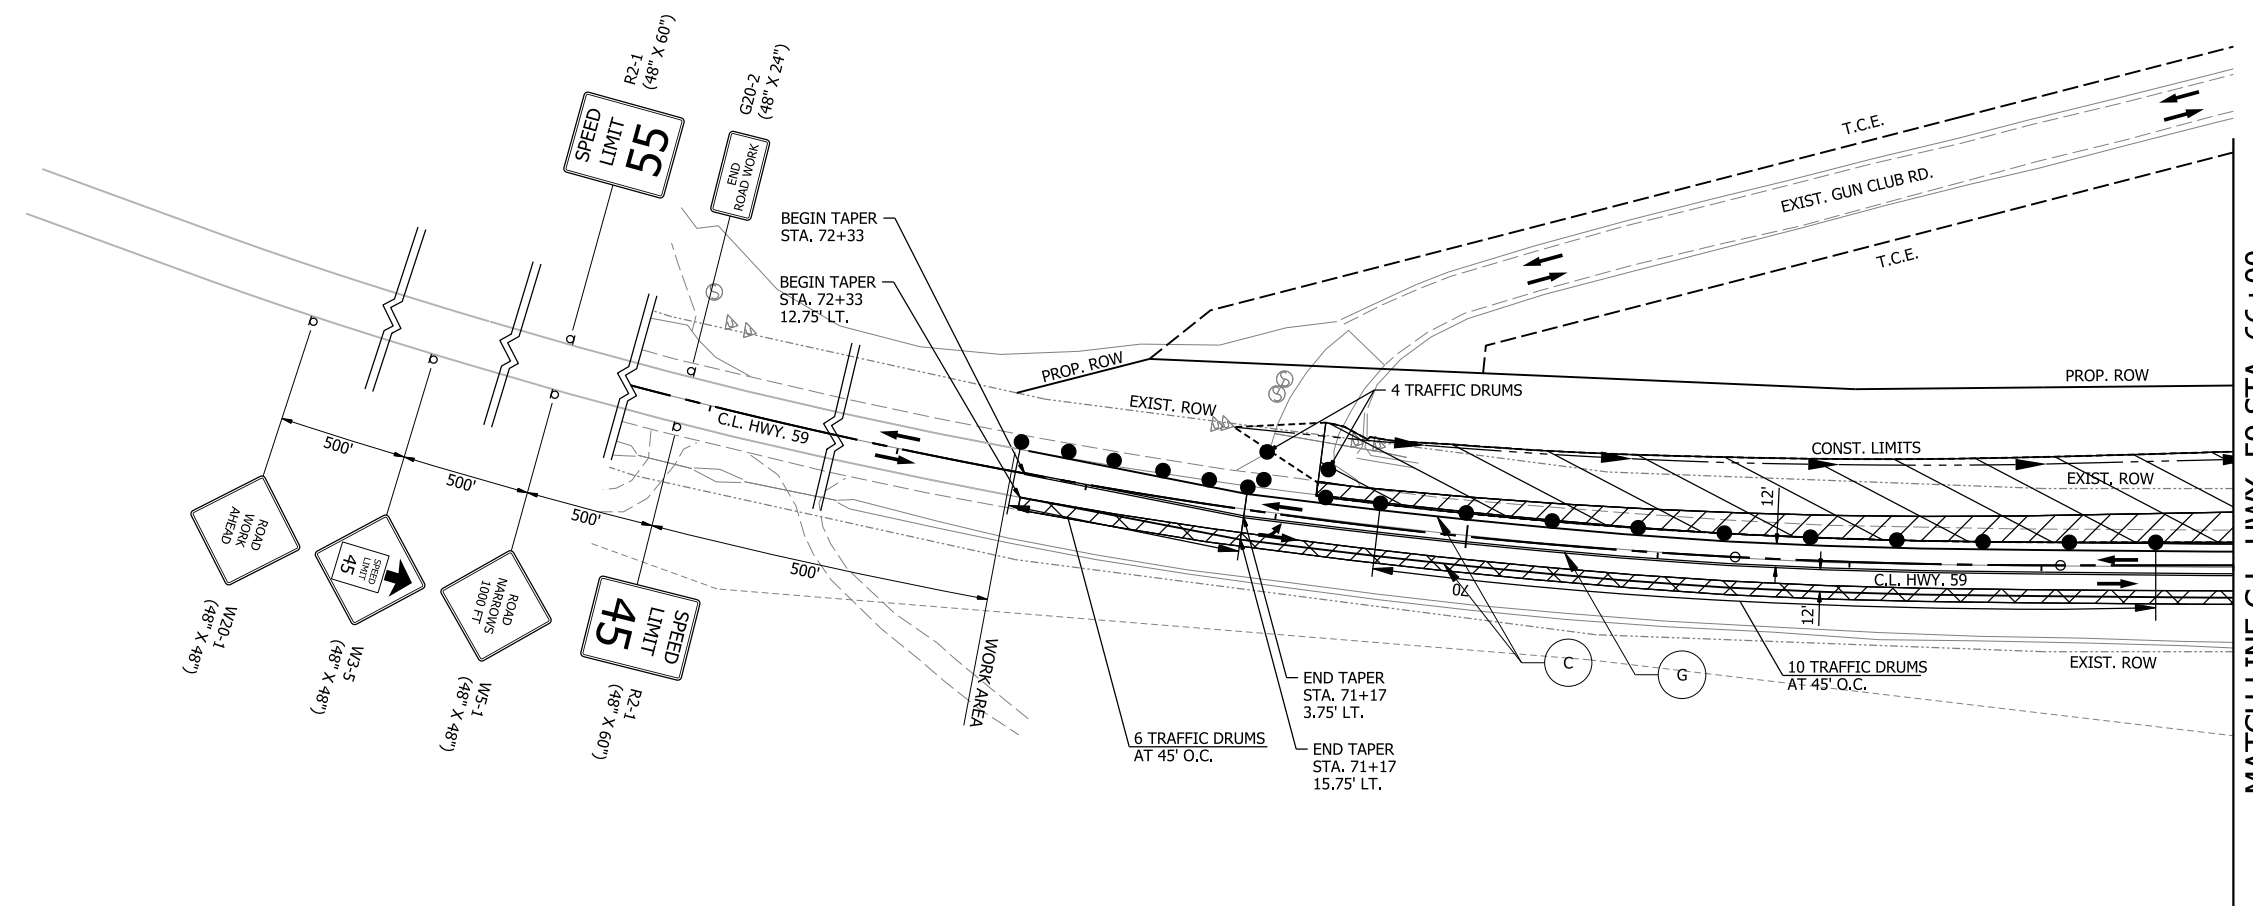 R2-1
(48" X 60")
SPEED
LIMIT
55
G20-2
(48" X 24")
END
ROAD WORK
BEGIN TAPER
STA. 72+33
BEGIN TAPER
STA. 72+33
12.75' LT.
T.C.E.
EXIST. GUN CLUB RD.
T.C.E.
PROP. ROW
EXIST. ROW
4 TRAFFIC DRUMS
PROP. ROW
CONST. LIMITS
EXIST. ROW
12'
C.L. HWY. 59
C.L. HWY. 59
12'
70
500'
500'
500'
500'
ROAD
WORK
AHEAD
W20-1
(48" X 48")
SPEED
LIMIT
45
W3-5
(48" X 48")
ROAD
NARROWS
1000 FT
W5-1
(48" X 48")
SPEED
LIMIT
45
R2-1
(48" X 60")
WORK AREA
6 TRAFFIC DRUMS
AT 45' O.C.
END TAPER
STA. 71+17
3.75' LT.
END TAPER
STA. 71+17
15.75' LT.
C
G
10 TRAFFIC DRUMS
AT 45' O.C.
EXIST. ROW